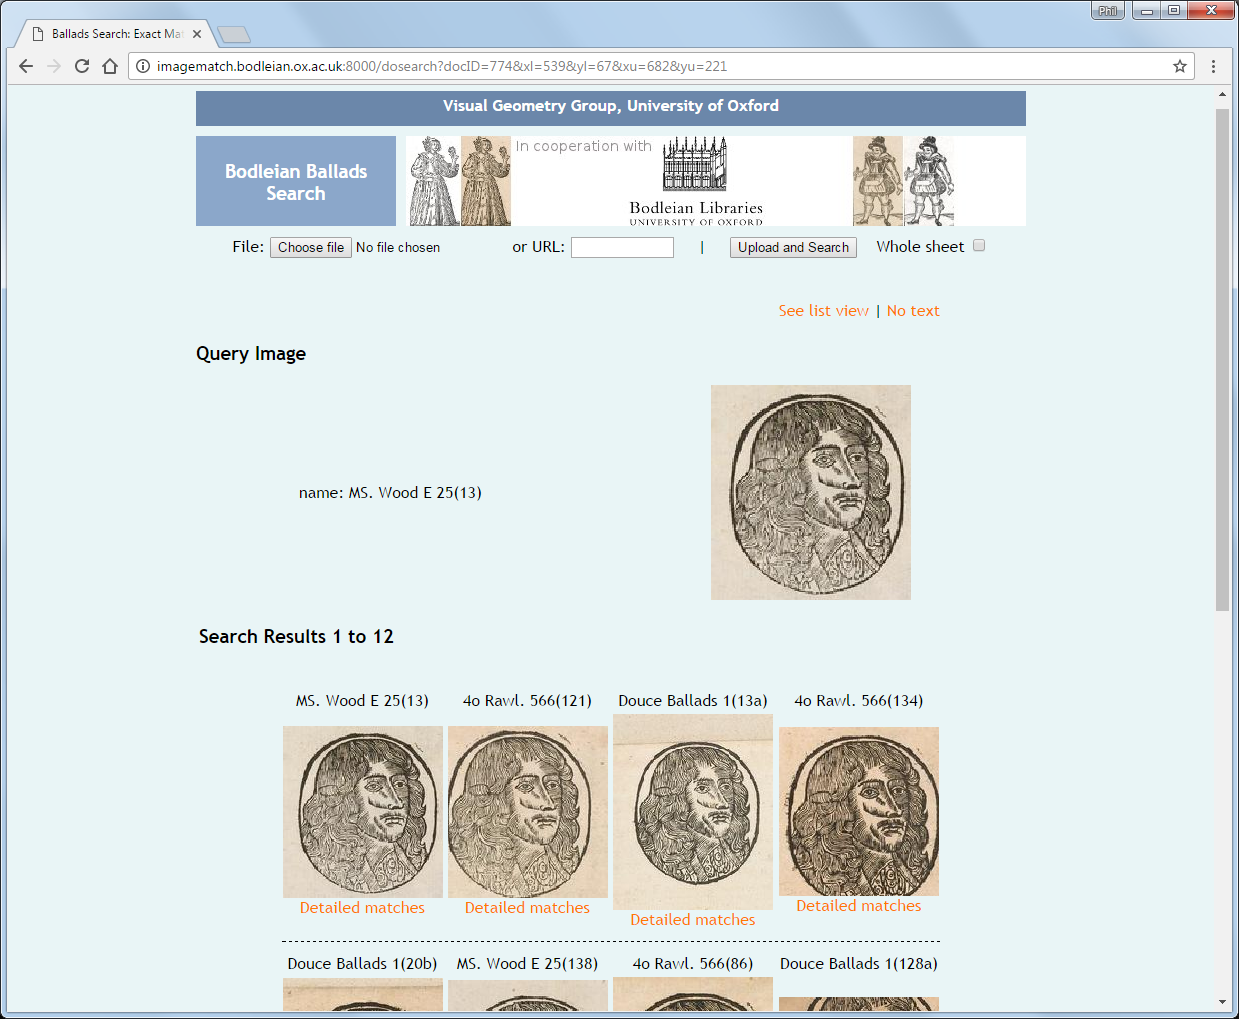 Phil
Ballads Search: Exact Mat
imagematch.bodleian.ox.ac.uk:8000/dosearch?docID=774&xl=539&yl=67&xu=682&yu=221
Visual Geometry Group, University of Oxford
Bodleian Ballads
Search
In cooperation with
Bodleian Libraries
UNIVERSITY OF OXFORD
File: Choose file No file chosen or URL: | Upload and Search Whole sheet
See list view | No text
Query Image
name: MS. Wood E 25(13)
Search Results 1 to 12
MS. Wood E 25(13) 4o Rawl. 566(121) Douce Ballads 1(13a) 4o Rawl. 566(134)
Detailed matches Detailed matches Detailed matches Detailed matches
Douce Ballads 1(20b) MS. Wood E 25(138) 4o Rawl. 566(86) Douce Ballads 1(128a)